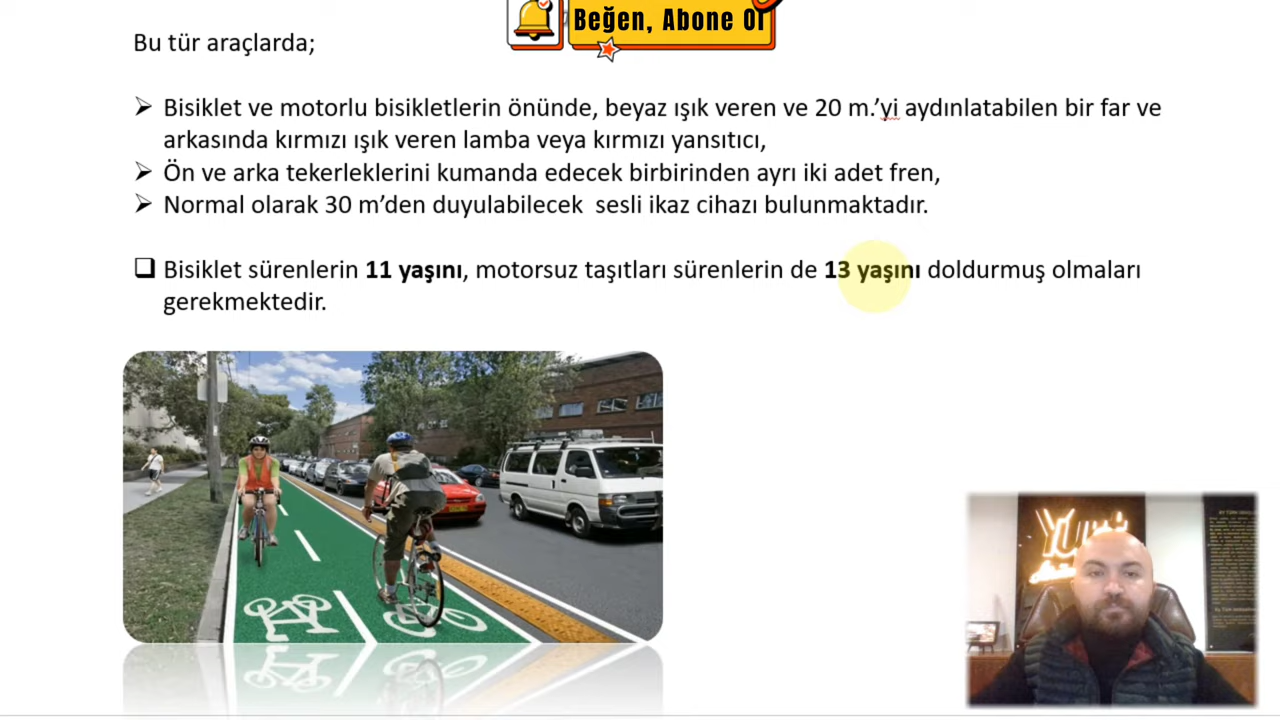 Beğen, Abone Ol
Bu tür araçlarda;
Bisiklet ve motorlu bisikletlerin önünde, beyaz ışık veren ve 20 m.’yi aydınlatabilen bir far ve
arkasında kırmızı ışık veren lamba veya kırmızı yansıtıcı,
Ön ve arka tekerleklerini kumanda edecek birbirinden ayrı iki adet fren,
Normal olarak 30 m’den duyulabilecek sesli ikaz cihazı bulunmaktadır.
Bisiklet sürenlerin 11 yaşını, motorsuz taşıtları sürenlerin de 13 yaşını doldurmuş olmaları
gerekmektedir.